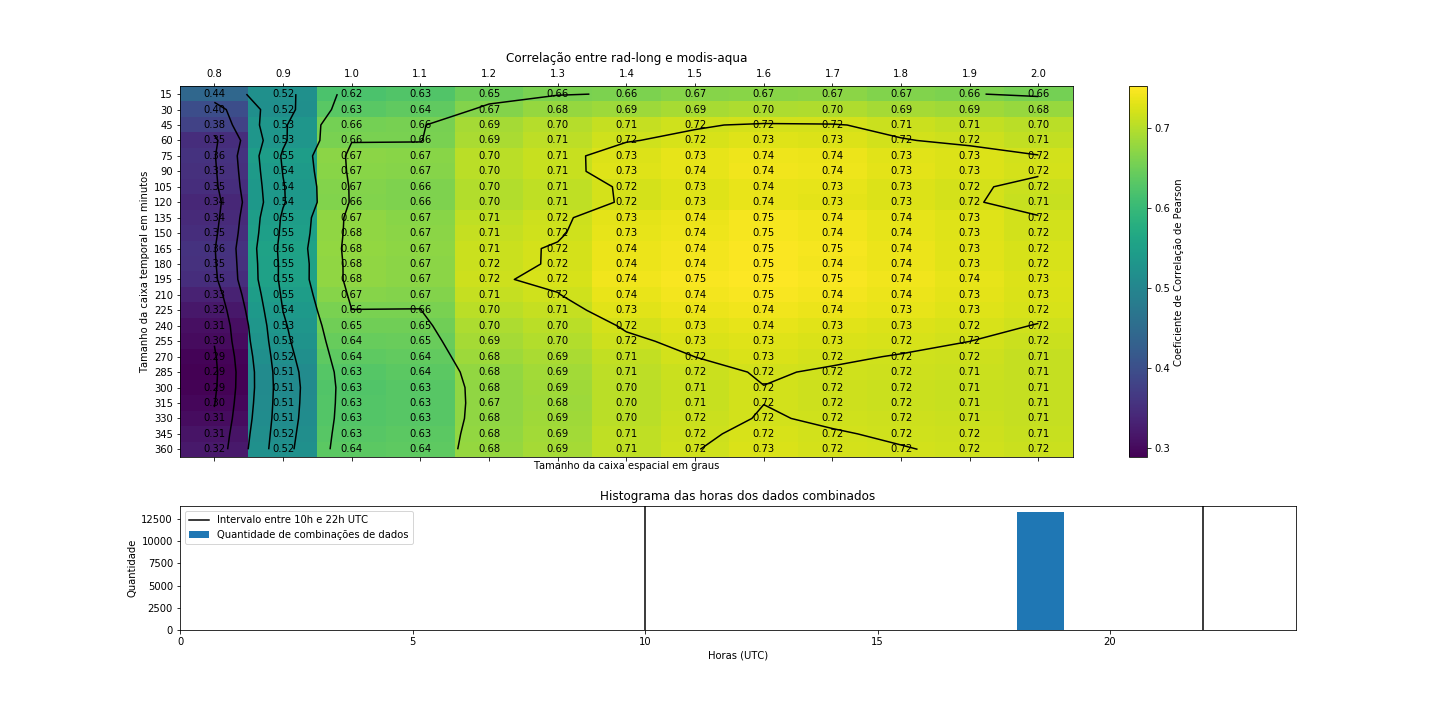 Correlação entre rad-long e modis-aqua
0.8 0.9 1.0 1.1 1.2 1.3 1.4 1.5 1.6 1.7 1.8 1.9 2.0
15 0.44 0.52 0.62 0.63 0.65 0.66 0.66 0.67 0.67 0.67 0.67 0.66 0.66
30 0.40 0.52 0.63 0.64 0.67 0.68 0.69 0.69 0.70 0.70 0.69 0.69 0.68
45 0.38 0.52 0.66 0.66 0.69 0.70 0.71 0.72 0.72 0.72 0.71 0.71 0.70
60 0.35 0.53 0.66 0.66 0.69 0.71 0.72 0.73 0.73 0.73 0.72 0.72 0.71
75 0.36 0.55 0.67 0.67 0.70 0.71 0.73 0.73 0.74 0.74 0.73 0.73 0.72
90 0.35 0.54 0.67 0.67 0.70 0.71 0.73 0.74 0.74 0.74 0.73 0.73 0.72
105 0.35 0.54 0.67 0.66 0.70 0.71 0.72 0.73 0.74 0.74 0.73 0.72 0.72
120 0.34 0.54 0.66 0.66 0.70 0.71 0.72 0.73 0.74 0.73 0.73 0.72 0.71
135 0.34 0.55 0.67 0.67 0.71 0.72 0.73 0.74 0.75 0.74 0.73 0.73 0.72
150 0.35 0.55 0.68 0.67 0.71 0.72 0.73 0.74 0.75 0.74 0.73 0.73 0.72
165 0.36 0.56 0.68 0.67 0.71 0.72 0.74 0.74 0.75 0.74 0.74 0.73 0.72
180 0.35 0.55 0.68 0.67 0.72 0.72 0.74 0.74 0.75 0.74 0.74 0.73 0.72
195 0.35 0.55 0.68 0.67 0.72 0.72 0.74 0.75 0.75 0.75 0.74 0.74 0.73
210 0.33 0.55 0.67 0.67 0.71 0.72 0.74 0.74 0.75 0.74 0.74 0.73 0.73
225 0.32 0.54 0.66 0.66 0.70 0.71 0.73 0.74 0.74 0.74 0.73 0.73 0.72
240 0.31 0.53 0.65 0.65 0.70 0.70 0.72 0.73 0.74 0.74 0.73 0.72 0.72
255 0.30 0.53 0.64 0.65 0.69 0.70 0.72 0.72 0.73 0.73 0.72 0.72 0.72
270 0.29 0.52 0.64 0.64 0.68 0.69 0.71 0.72 0.73 0.72 0.72 0.72 0.71
285 0.29 0.51 0.63 0.64 0.68 0.69 0.71 0.72 0.72 0.72 0.72 0.71 0.71
300 0.29 0.51 0.63 0.63 0.68 0.69 0.70 0.71 0.72 0.72 0.72 0.71 0.71
315 0.30 0.51 0.63 0.63 0.67 0.68 0.70 0.71 0.72 0.72 0.72 0.71 0.71
330 0.31 0.51 0.63 0.63 0.68 0.69 0.70 0.71 0.72 0.72 0.72 0.71 0.71
345 0.31 0.52 0.63 0.63 0.68 0.69 0.71 0.72 0.72 0.72 0.72 0.72 0.71
360 0.32 0.52 0.64 0.64 0.68 0.69 0.71 0.72 0.73 0.72 0.72 0.72 0.72
Tamanho da caixa temporal em minutos
Tamanho da caixa espacial em graus
0.7
0.6
0.5
0.4
0.3
Coeficiente de Correlação de Pearson
Histograma das horas dos dados combinados
Intervalo entre 10h e 22h UTC
Quantidade de combinações de dados
12500
10000
7500
5000
2500
0
Quantidade
0 5 10 15 20
Horas (UTC)